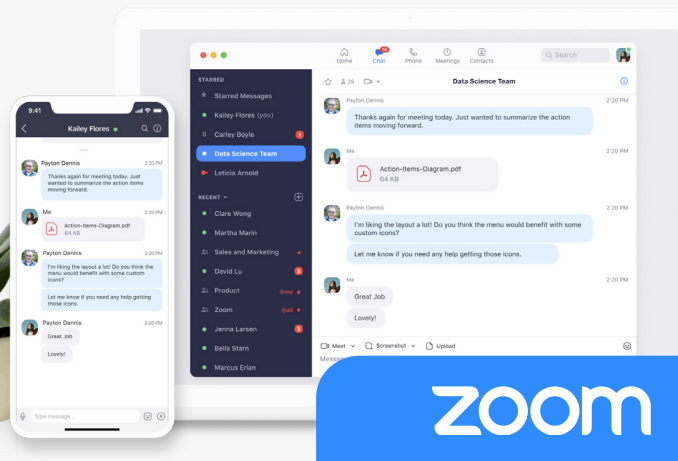 Home
Chat
Phone
Meetings
Contacts
Search
STARRED
Starred Messages
Kailey Flores (you)
Carley Boyle
1
Data Science Team
Leticia Arnold
RECENT
Clare Wong
Martha Marin
Sales and Marketing
David Lu
Product
@me
Zoom
@all
Jenna Larsen
5
Bella Starn
Marcus Erian
25
Data Science Team
Payton Dennis
2:20 PM
Thanks again for meeting today. Just wanted to summarize the action
items moving forward.
Me
2:20 PM
Action-Items-Diagram.pdf
64 KB
Payton Dennis
2:20 PM
I'm liking the layout a lot! Do you think the menu would benefit with some
custom icons?
Let me know if you need any help getting those icons.
Me
2:20 PM
Great Job
Lovely!
Meet
Screenshot
Upload
9:41
Kailey Flores
Payton Dennis
2:20 PM
Thanks again for meeting today. Just
wanted to summarize the action items
moving forward.
Me
2:20 PM
Action-Items-Diagram.pdf
64 KB
Payton Dennis
2:20 PM
I'm liking the layout a lot! Do you think the
menu would benefit with some custom
icons?
Let me know if you need any help getting
those icons.
Payton Dennis
2:20 PM
Great Job
Lovely!
Type message...
zoom